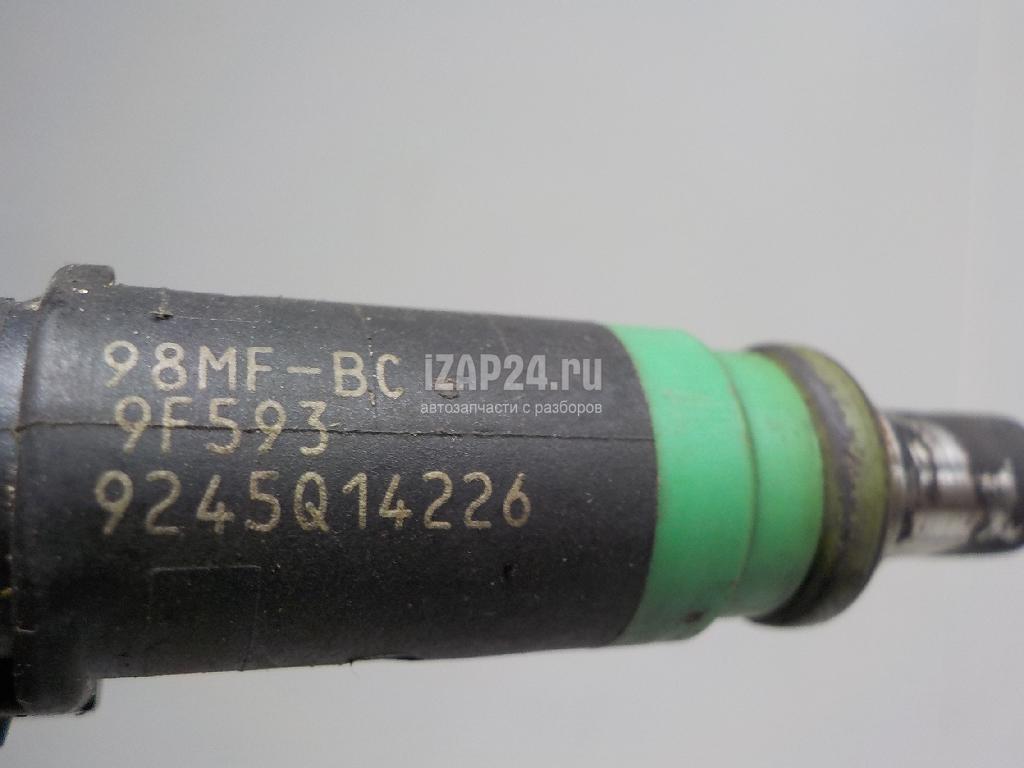 98MF-BC
iZAP24.ru
автозапчасти с разборов
9F593
9245Q14226